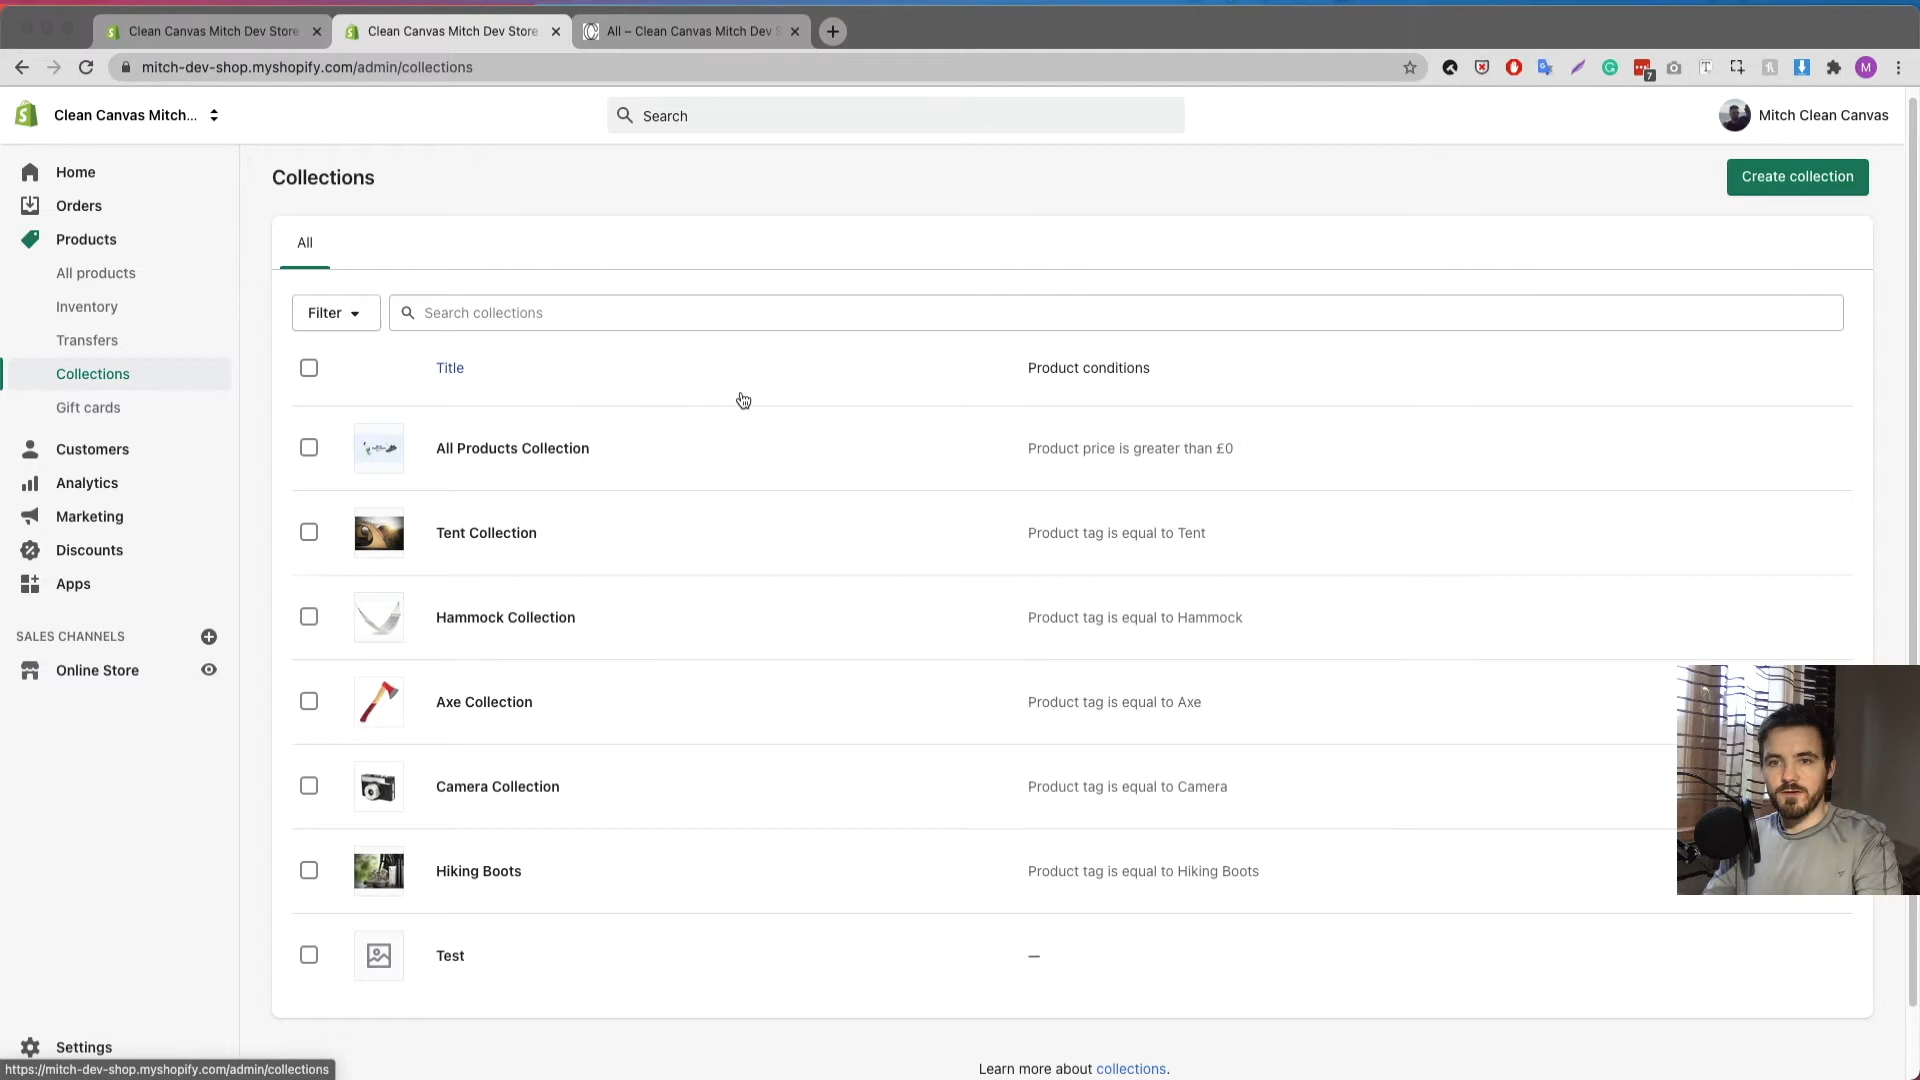 Clean Canvas Mitch Dev Store
Clean Canvas Mitch Dev Store
All – Clean Canvas Mitch Dev S
mitch-dev-shop.myshopify.com/admin/collections
7
M
Clean Canvas Mitch...
Search
Mitch Clean Canvas
Home
Orders
Products
All products
Inventory
Transfers
Collections
Gift cards
Customers
Analytics
Marketing
Discounts
Apps
SALES CHANNELS
Online Store
Settings
https://mitch-dev-shop.myshopify.com/admin/collections
Collections
Create collection
All
Filter
Search collections
Title
Product conditions
All Products Collection
Product price is greater than £0
Tent Collection
Product tag is equal to Tent
Hammock Collection
Product tag is equal to Hammock
Axe Collection
Product tag is equal to Axe
Camera Collection
Product tag is equal to Camera
Hiking Boots
Product tag is equal to Hiking Boots
Test
—
Learn more about collections.